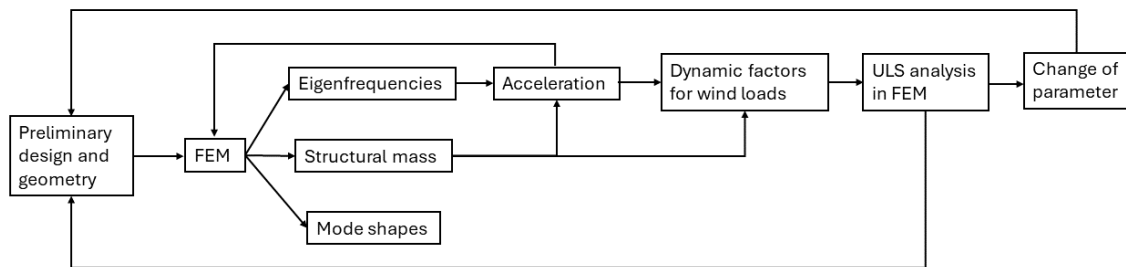 Preliminary
design and
geometry
FEM
Eigenfrequencies
Structural mass
Mode shapes
Acceleration
Dynamic factors
for wind loads
ULS analysis
in FEM
Change of
parameter